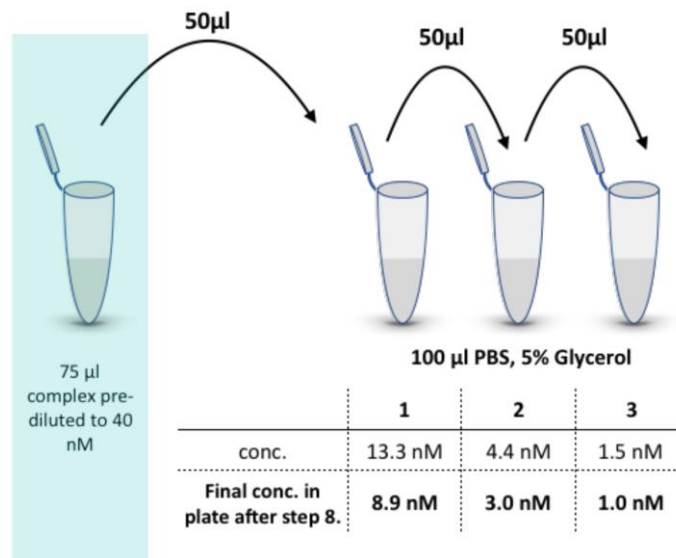 50µl
50µl
50µl
75 µl
complex pre-
diluted to 40
nM
100 µl PBS, 5% Glycerol
1 2 3
conc. 13.3 nM 4.4 nM 1.5 nM
Final conc. in
plate after step 8. 8.9 nM 3.0 nM 1.0 nM